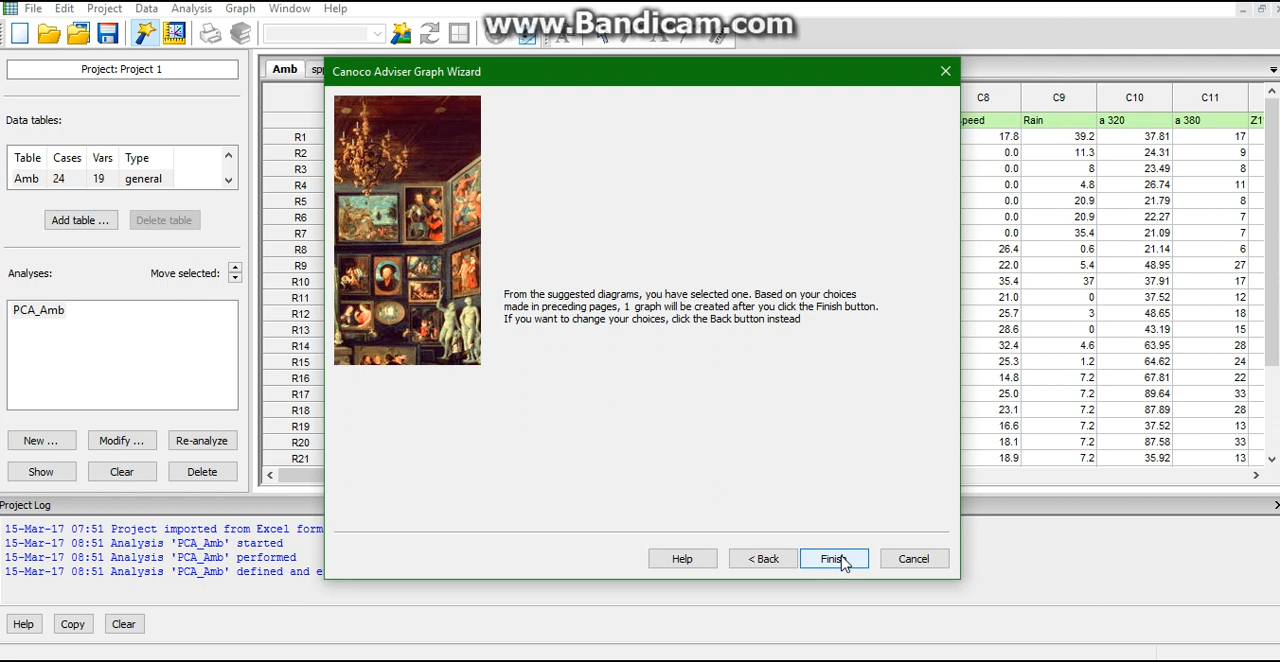 File Edit Project Data Analysis Graph Window Help
www.Bandicam.com
Project: Project 1
Data tables:
Table Cases Vars Type
Amb 24 19 general
Add table ... Delete table
Analyses: Move selected:
PCA_Amb
New ... Modify ... Re-analyze
Show Clear Delete
Amb
Canoco Adviser Graph Wizard
From the suggested diagrams, you have selected one. Based on your choices
made in preceding pages, 1 graph will be created after you click the Finish button.
If you want to change your choices, click the Back button instead
Help < Back Finish Cancel
C8 C9 C10 C11
Rain a 320 a 380
R1 17.8 39.2 37.81 17
R2 0.0 11.3 24.31 9
R3 0.0 8 23.49 8
R4 0.0 4.8 26.74 11
R5 0.0 20.9 21.79 8
R6 0.0 20.9 22.27 7
R7 0.0 35.4 21.09 7
R8 26.4 0.6 21.14 6
R9 22.0 5.4 48.95 27
R10 35.4 37 37.91 17
R11 21.0 0 37.52 12
R12 25.7 3 48.65 18
R13 28.6 0 43.19 15
R14 32.4 4.6 63.95 28
R15 25.3 1.2 64.62 24
R16 14.8 7.2 67.81 22
R17 25.0 7.2 89.64 33
R18 23.1 7.2 87.89 28
R19 16.6 7.2 37.52 13
R20 18.1 7.2 87.58 33
R21 18.9 7.2 35.92 13
Project Log
15-Mar-17 07:51 Project imported from Excel form
15-Mar-17 08:51 Analysis 'PCA_Amb' started
15-Mar-17 08:51 Analysis 'PCA_Amb' performed
15-Mar-17 08:51 Analysis 'PCA_Amb' defined and e
Help Copy Clear